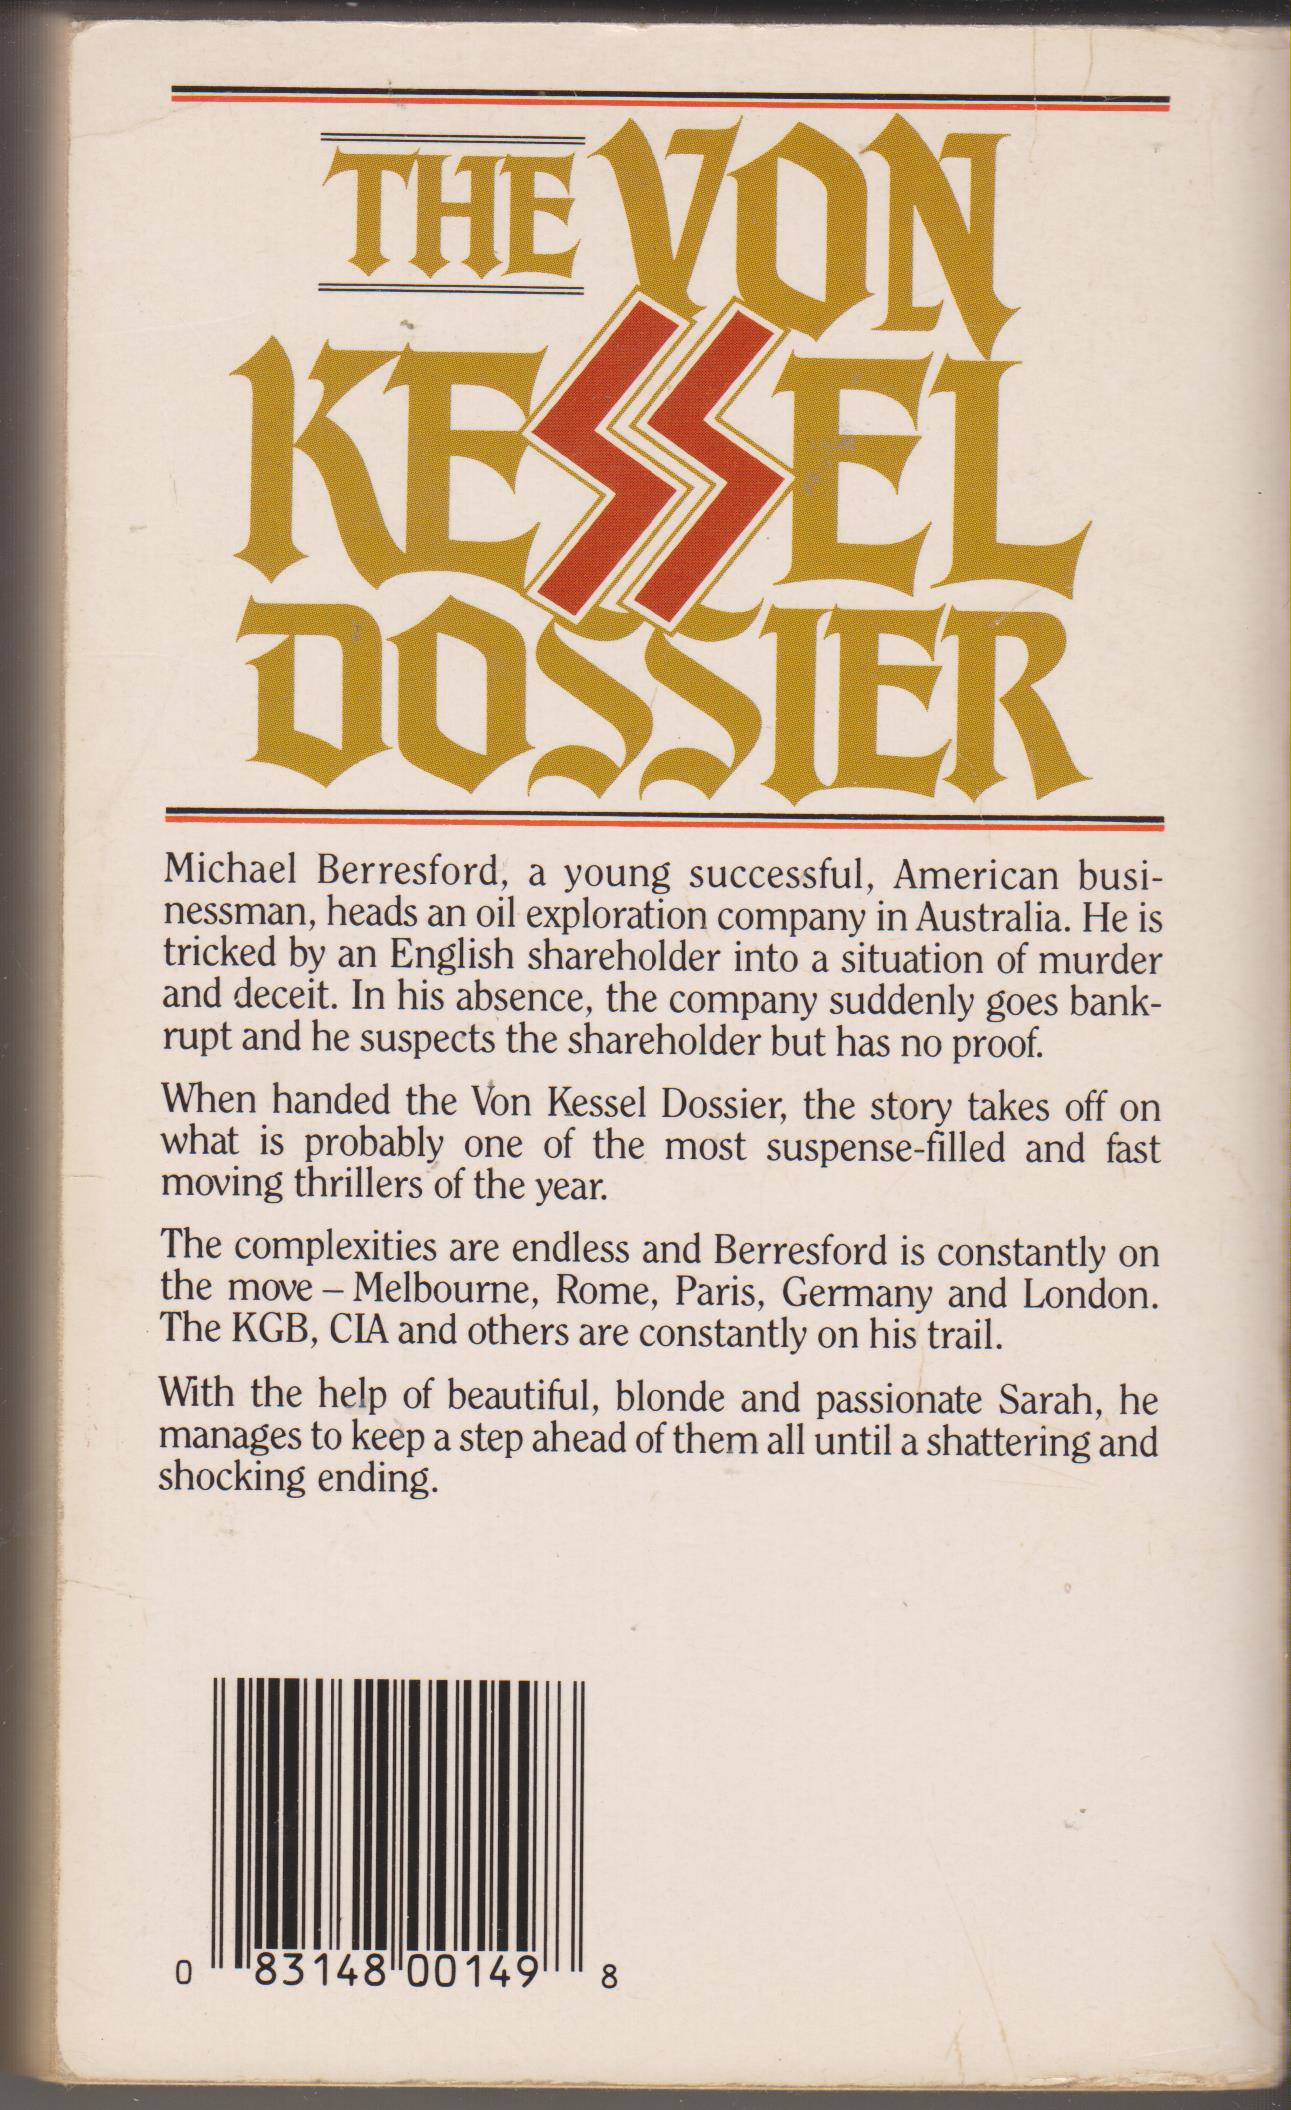 THE VON
KESSEL
DOSSIER
Michael Berresford, a young successful, American busi-
nessman, heads an oil exploration company in Australia. He is
tricked by an English shareholder into a situation of murder
and deceit. In his absence, the company suddenly goes bank-
rupt and he suspects the shareholder but has no proof.
When handed the Von Kessel Dossier, the story takes off on
what is probably one of the most suspense-filled and fast
moving thrillers of the year.
The complexities are endless and Berresford is constantly on
the move – Melbourne, Rome, Paris, Germany and London.
The KGB, CIA and others are constantly on his trail.
With the help of beautiful, blonde and passionate Sarah, he
manages to keep a step ahead of them all until a shattering and
shocking ending.
0 83148 00149 8